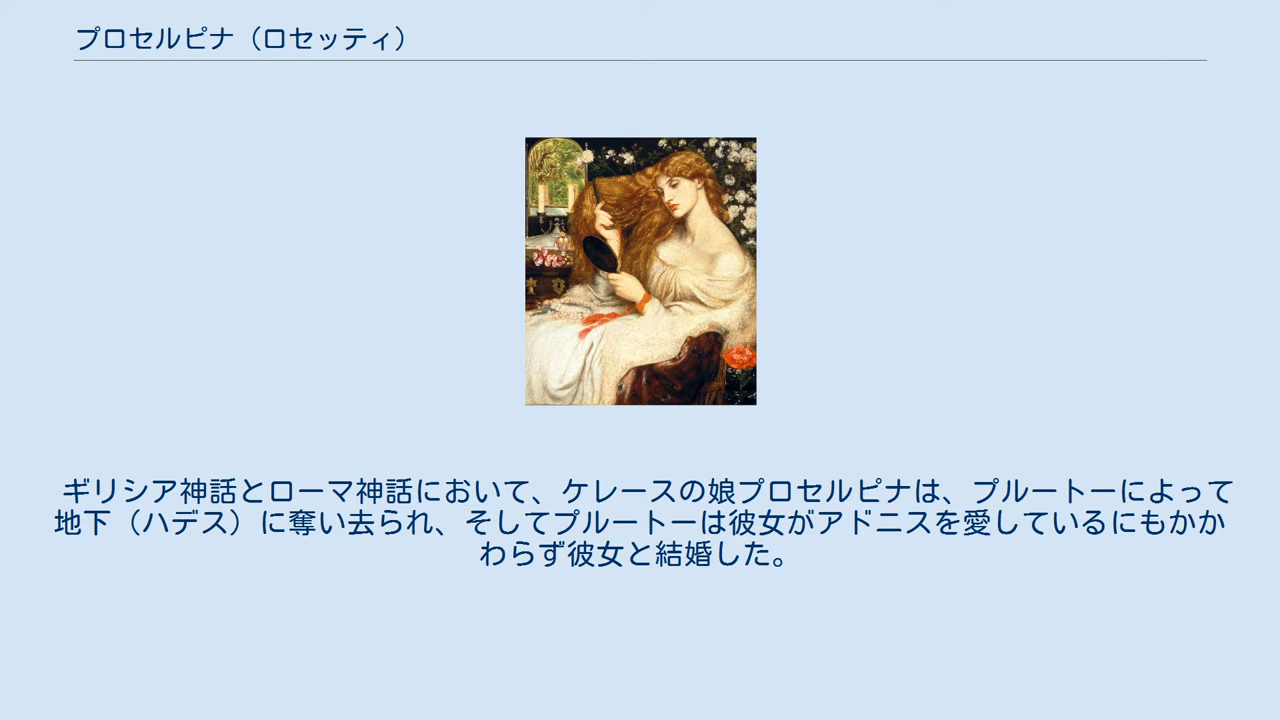 プロセルピナ（ロセッティ）
ギリシア神話とローマ神話において、ケレースの娘プロセルピナは、プルートーによって
地下（ハデス）に奪い去られ、そしてプルートーは彼女がアドニスを愛しているにもかか
わらず彼女と結婚した。